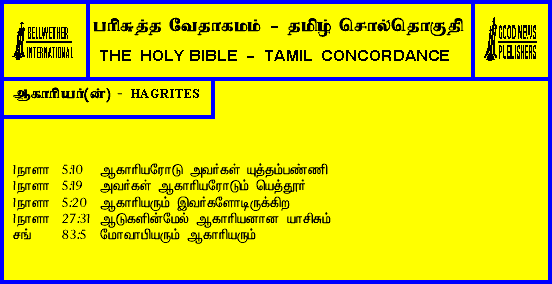 BELLWETHER
INTERNATIONAL
பரிசுத்த வேதாகமம் - தமிழ் சொல்தொகுதி
THE HOLY BIBLE - TAMIL CONCORDANCE
GOOD NEWS
PUBLISHERS
ஆகாரியர்(ன்) - HAGRITES
1நாளா 5:10 ஆகாரியரோடு அவர்கள் யுத்தம்பண்ணி
1நாளா 5:19 அவர்கள் ஆகாரியரோடும் யெத்தூர்
1நாளா 5:20 ஆகாரியரும் இவர்களோடிருக்கிற
1நாளா 27:31 ஆடுகளின்மேல் ஆகாரியனான யாசிசும்
சங் 83:5 மோவாபியரும் ஆகாரியரும்